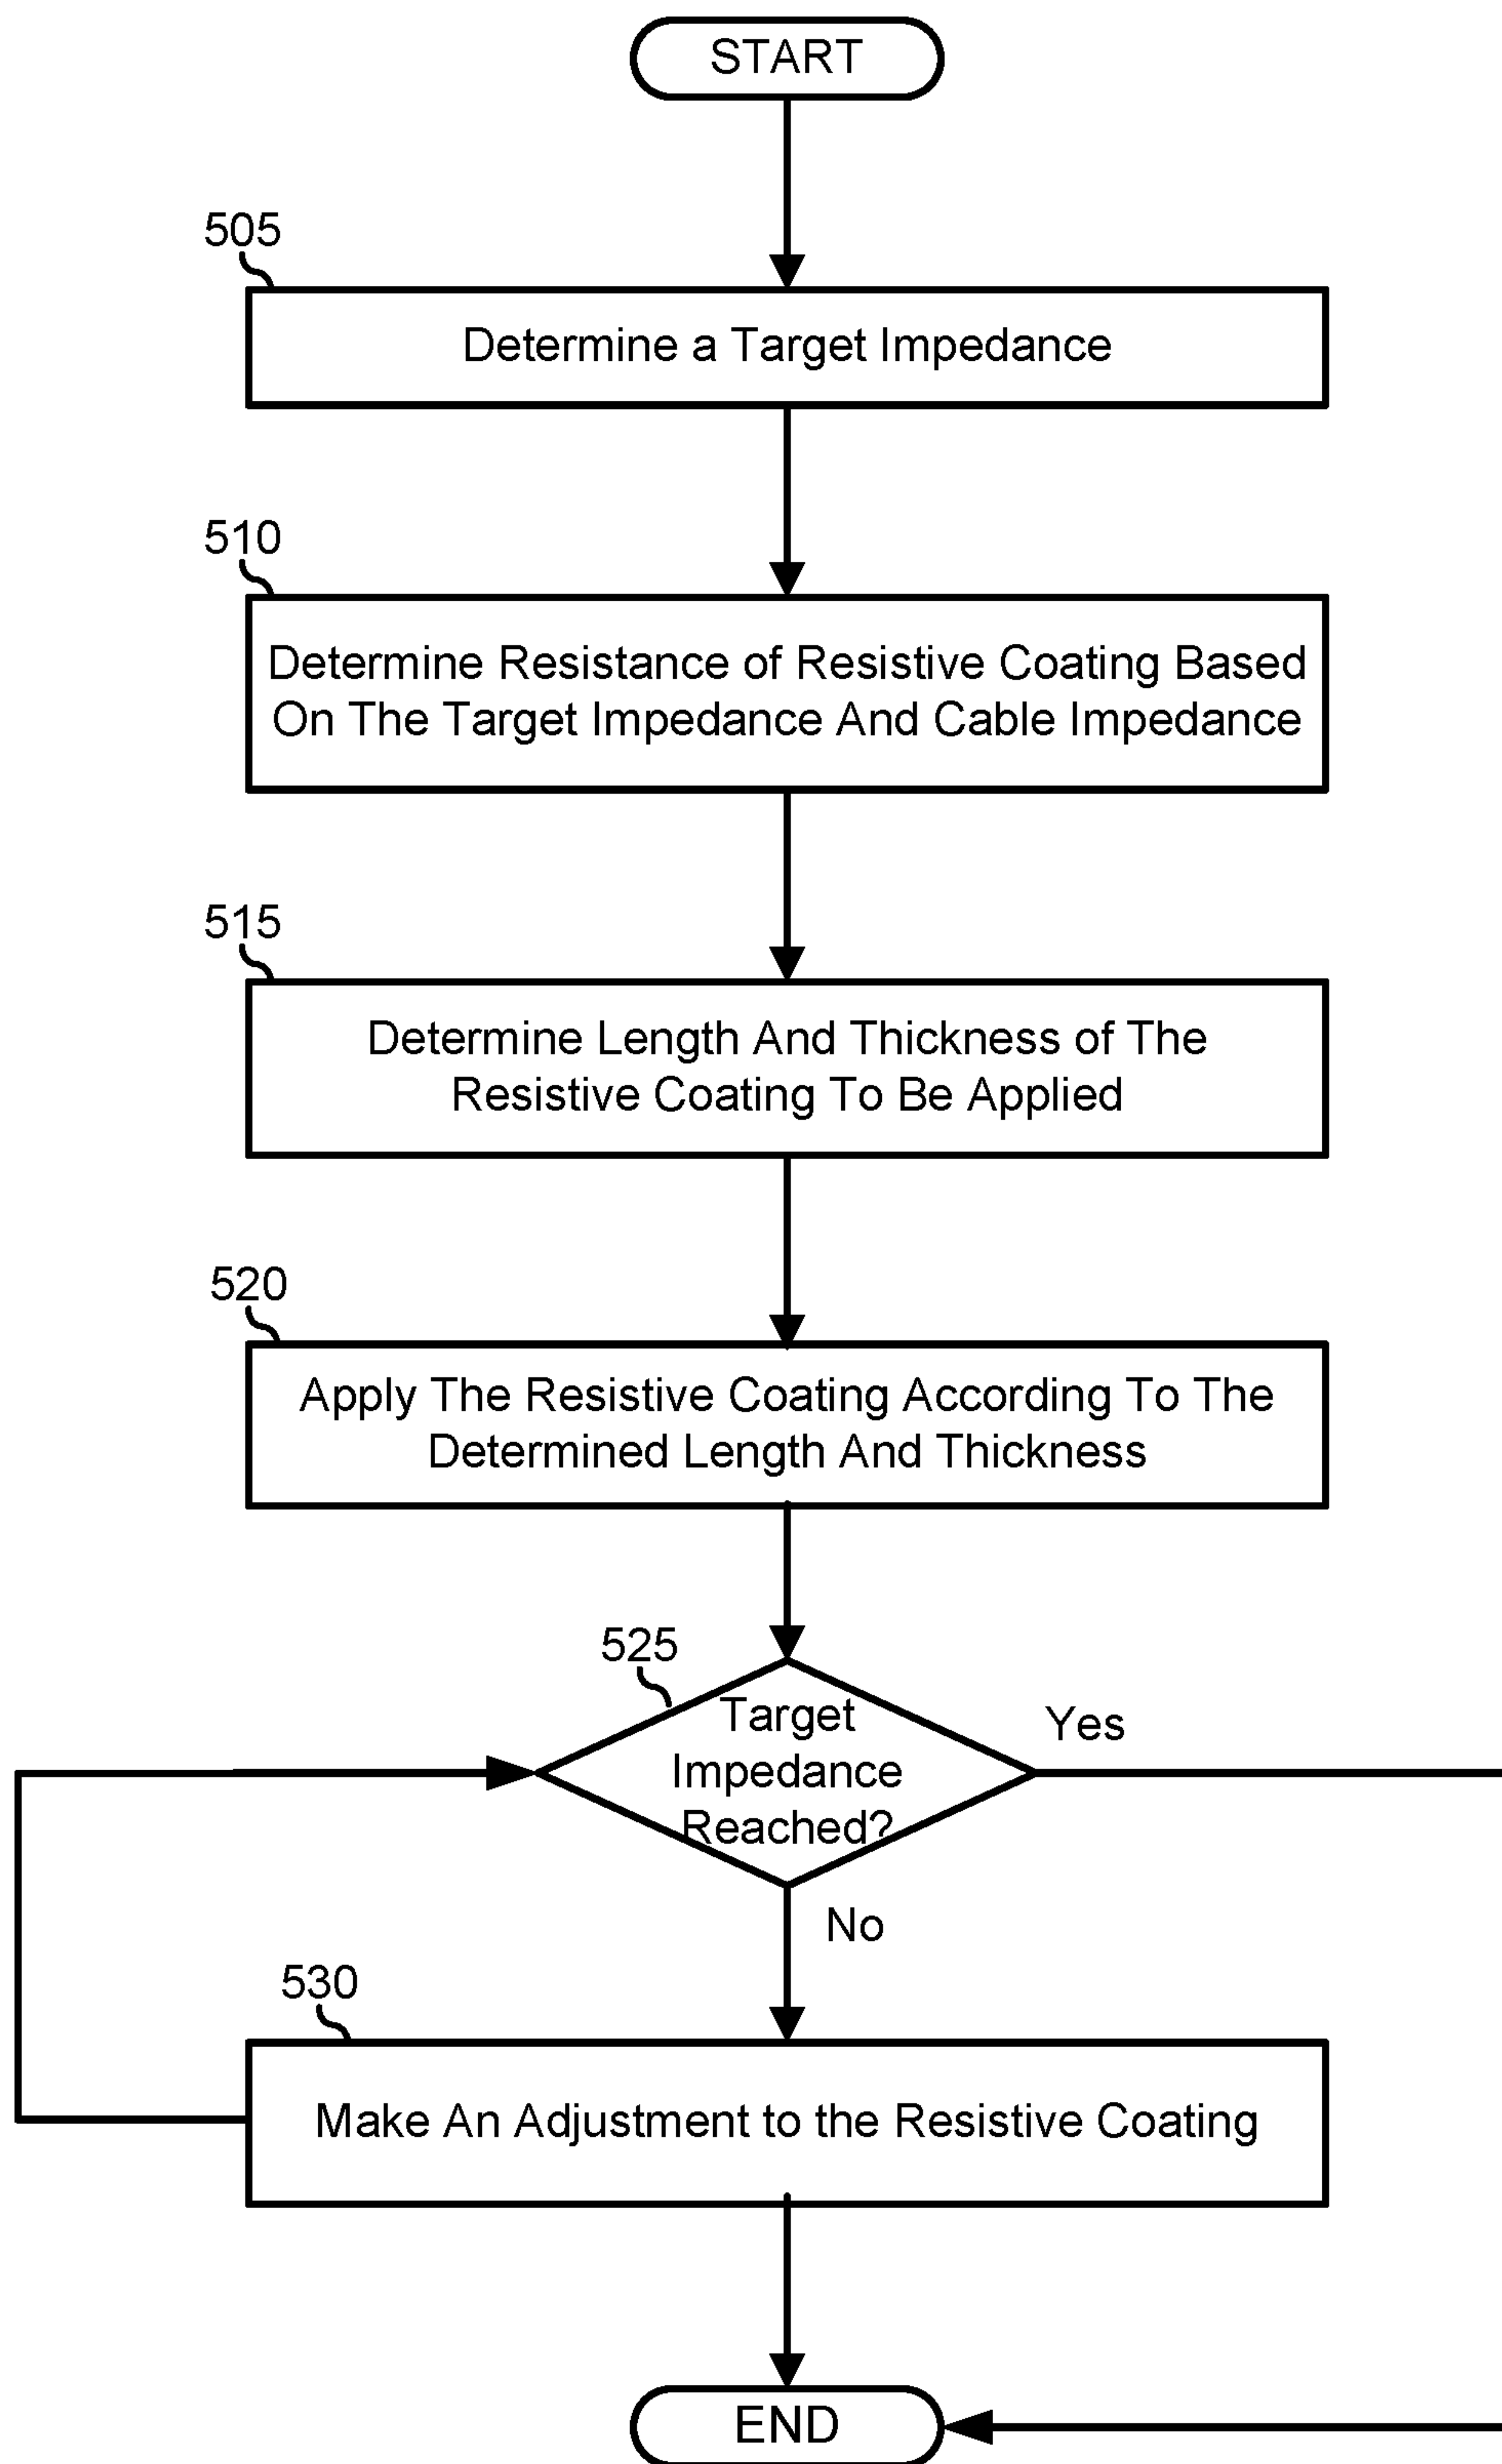 START
505
Determine a Target Impedance
510
Determine Resistance of Resistive Coating Based
On The Target Impedance And Cable Impedance
515
Determine Length And Thickness of The
Resistive Coating To Be Applied
520
Apply The Resistive Coating According To The
Determined Length And Thickness
525
Target
Impedance
Reached?
Yes
No
530
Make An Adjustment to the Resistive Coating
END